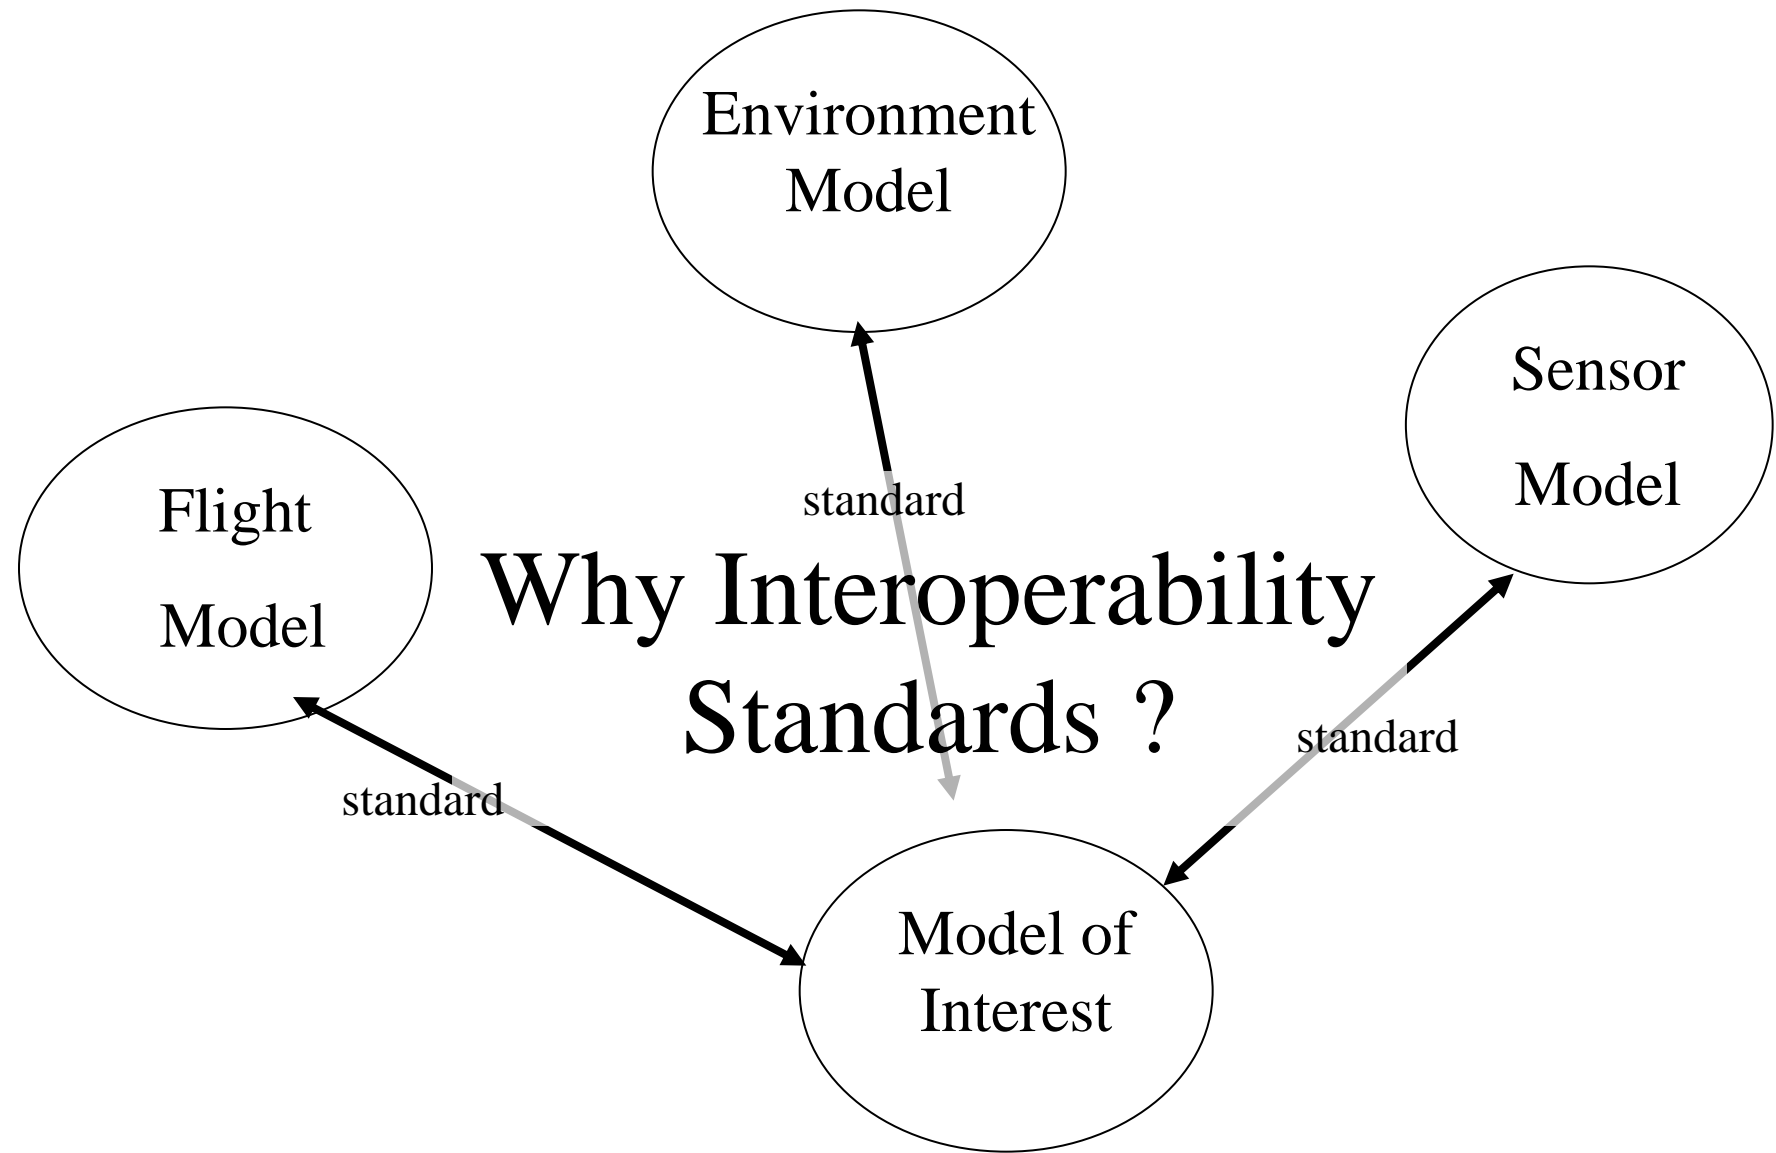 Environment
Model
Sensor
Model
Flight
Model
standard
Why Interoperability
Standards ?
standard
standard
Model of
Interest